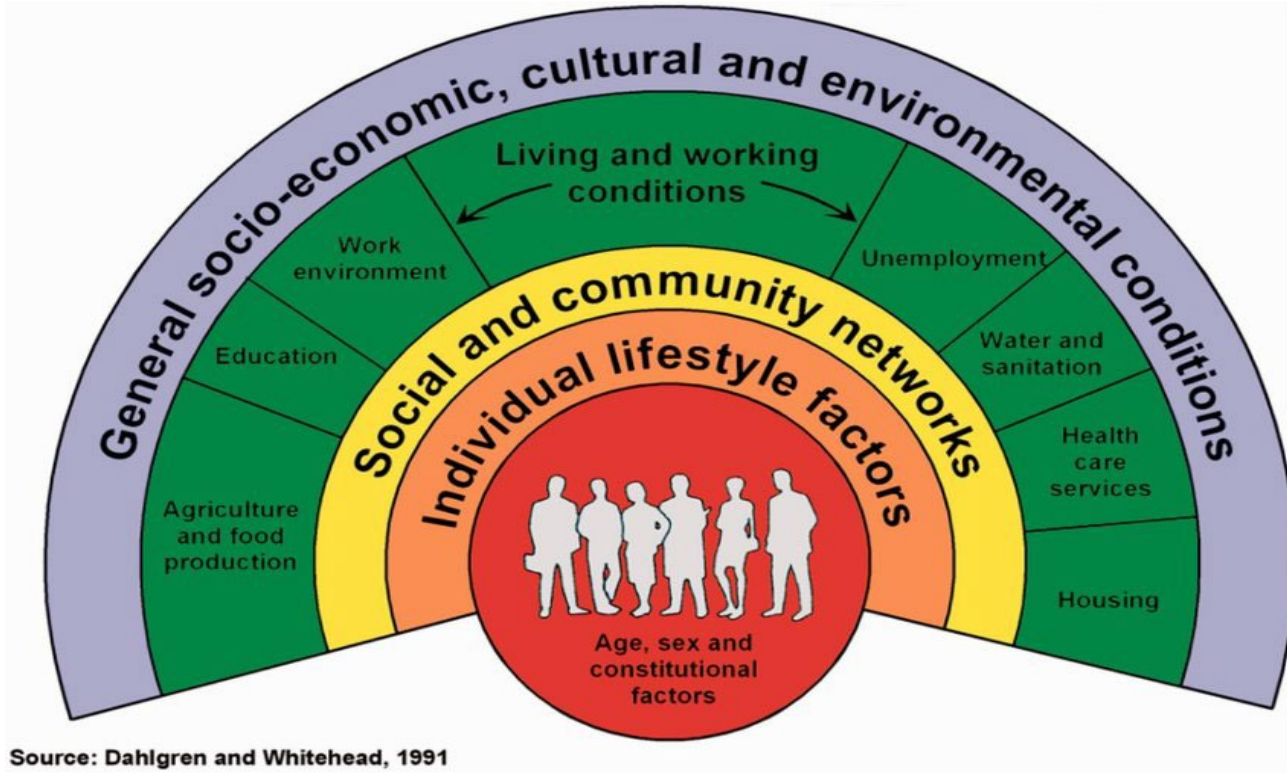 General socio-economic, cultural and environmental conditions
Living and working
conditions
Work
environment
Unemployment
Education
Water and
sanitation
Agriculture
and food
production
Health
care
services
Housing
Social and community networks
Individual lifestyle factors
Age, sex and
constitutional
factors
Source: Dahlgren and Whitehead, 1991